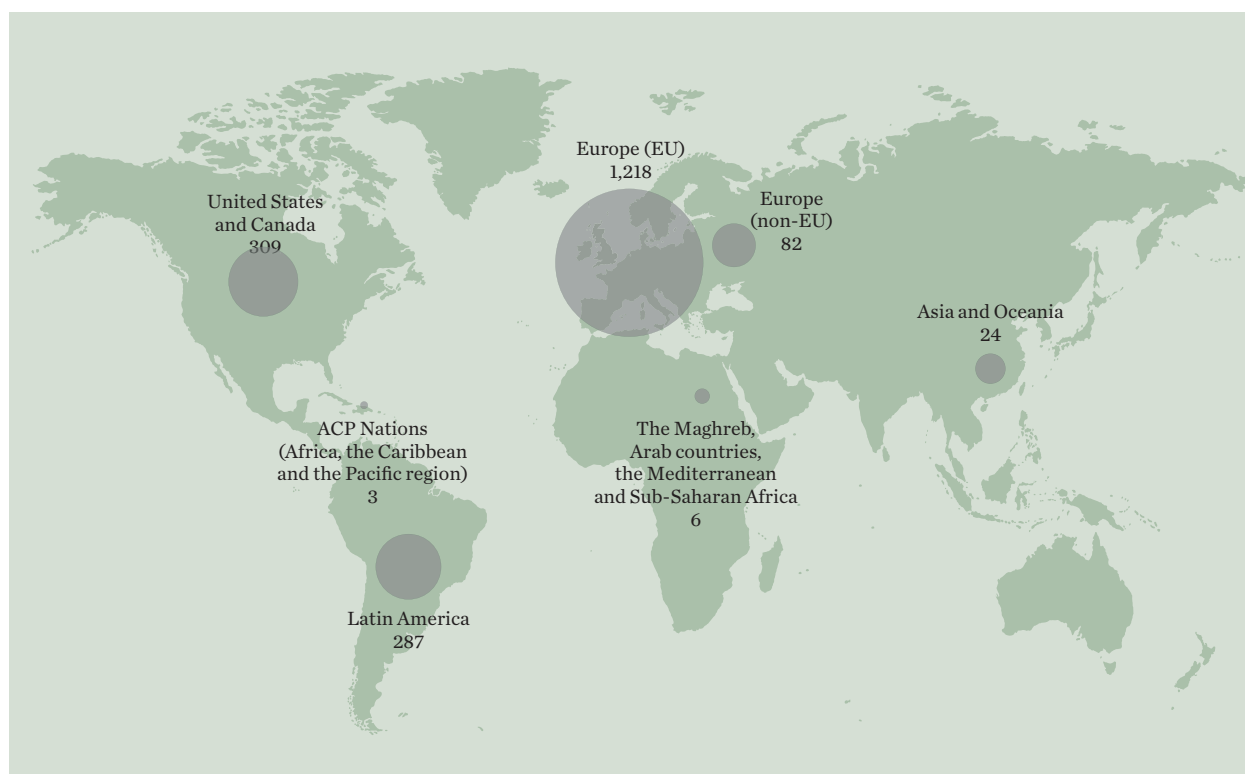 Europe (EU)
1,218
United States
and Canada
309
Europe
(non-EU)
82
Asia and Oceania
24
ACP Nations
(Africa, the Caribbean
and the Pacific region)
3
The Maghreb,
Arab countries,
the Mediterranean
and Sub-Saharan Africa
6
Latin America
287